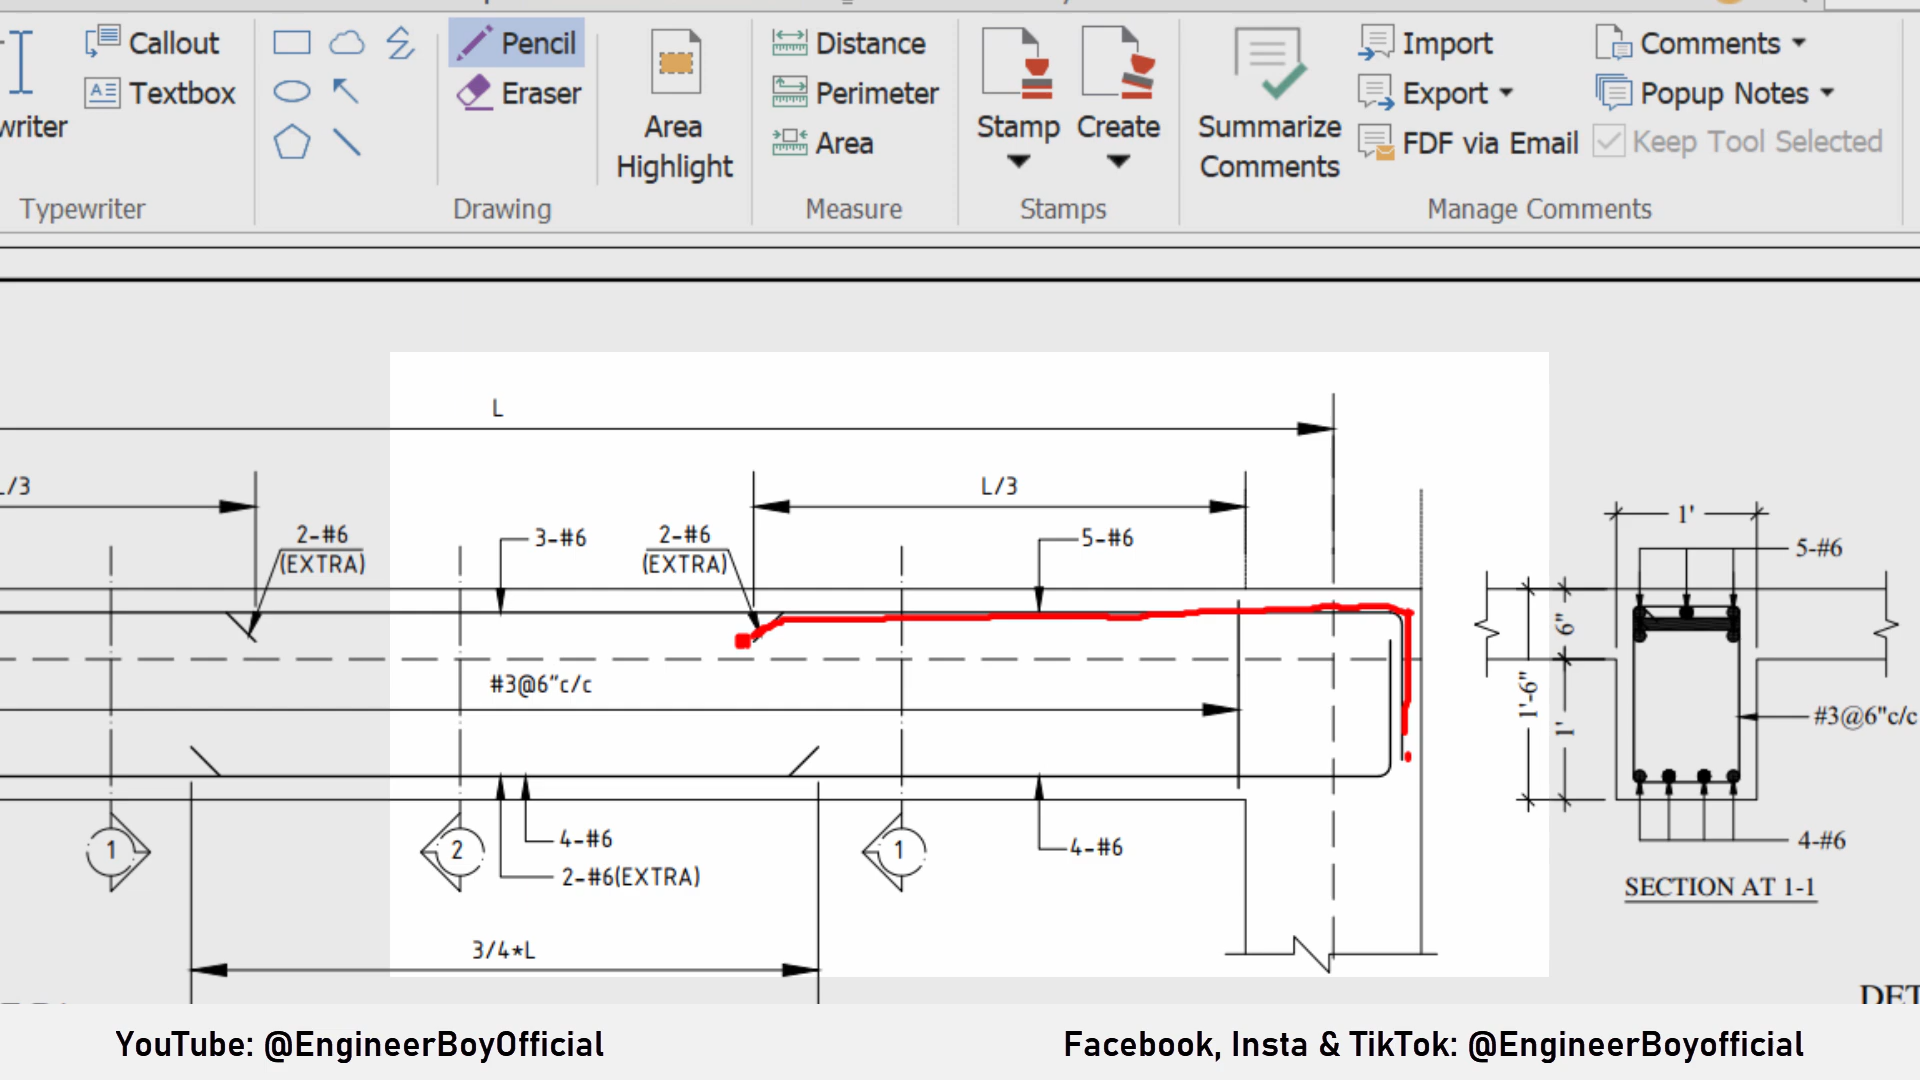 Callout
Textbox
writer
Typewriter
Pencil
Eraser
Drawing
Area
Highlight
Distance
Perimeter
Area
Measure
Stamp
Create
Stamps
Summarize
Comments
Import
Export
FDF via Email
Comments
Popup Notes
Keep Tool Selected
Manage Comments
L
L/3
L/3
2-#6
(EXTRA)
3-#6
2-#6
(EXTRA)
5-#6
#3@6"c/c
1
2
1
4-#6
2-#6(EXTRA)
4-#6
3/4*L
1'
5-#6
6"
1'-6"
1'
#3@6"c/c
4-#6
SECTION AT 1-1
DET
YouTube: @EngineerBoyOfficial
Facebook, Insta & TikTok: @EngineerBoyofficial